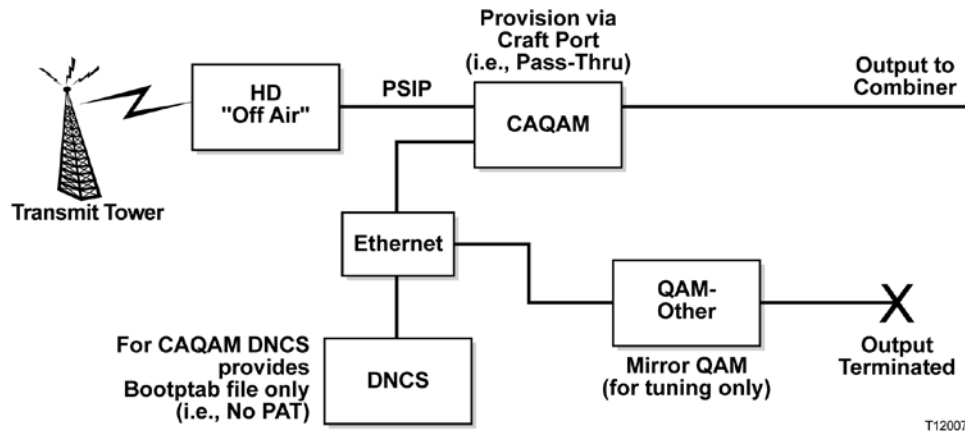 Provision via
Craft Port
(i.e., Pass-Thru)
Output to
Combiner
HD
"Off Air"
PSIP
CAQAM
Transmit Tower
Ethernet
QAM-
Other
X
Output
Terminated
For CAQAM DNCS
provides
Bootptab file only
(i.e., No PAT)
DNCS
Mirror QAM
(for tuning only)
T12007